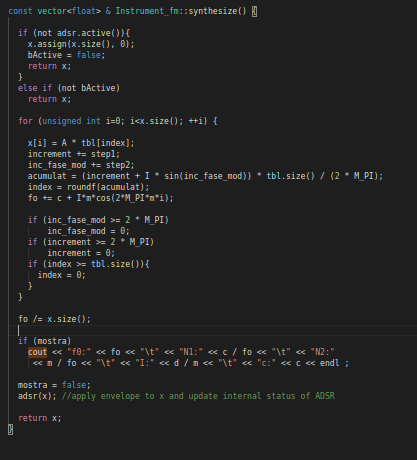 const vector<float> & Instrument_fm::synthesize() {
if (not adsr.active()){
x.assign(x.size(), 0);
bActive = false;
return x;
}
else if (not bActive)
return x;
for (unsigned int i=0; i<x.size(); ++i) {
x[i] = A * tbl[index];
increment += step1;
inc_fase_mod += step2;
acumulat = (increment + I * sin(inc_fase_mod)) * tbl.size() / (2 * M_PI);
index = roundf(acumulat);
fo += c + I*m*cos(2*M_PI*m*i);
if (inc_fase_mod >= 2 * M_PI)
inc_fase_mod = 0;
if (increment >= 2 * M_PI)
increment = 0;
if (index >= tbl.size()){
index = 0;
}
}
fo /= x.size();
if (mostra)
cout << "f0:" << fo << "\t" << "N1:" << c / fo << "\t" << "N2:"
<< m / fo << "\t" << "I:" << d / m << "\t" << "c:" << c << endl ;
mostra = false;
adsr(x); //apply envelope to x and update internal status of ADSR
return x;
}